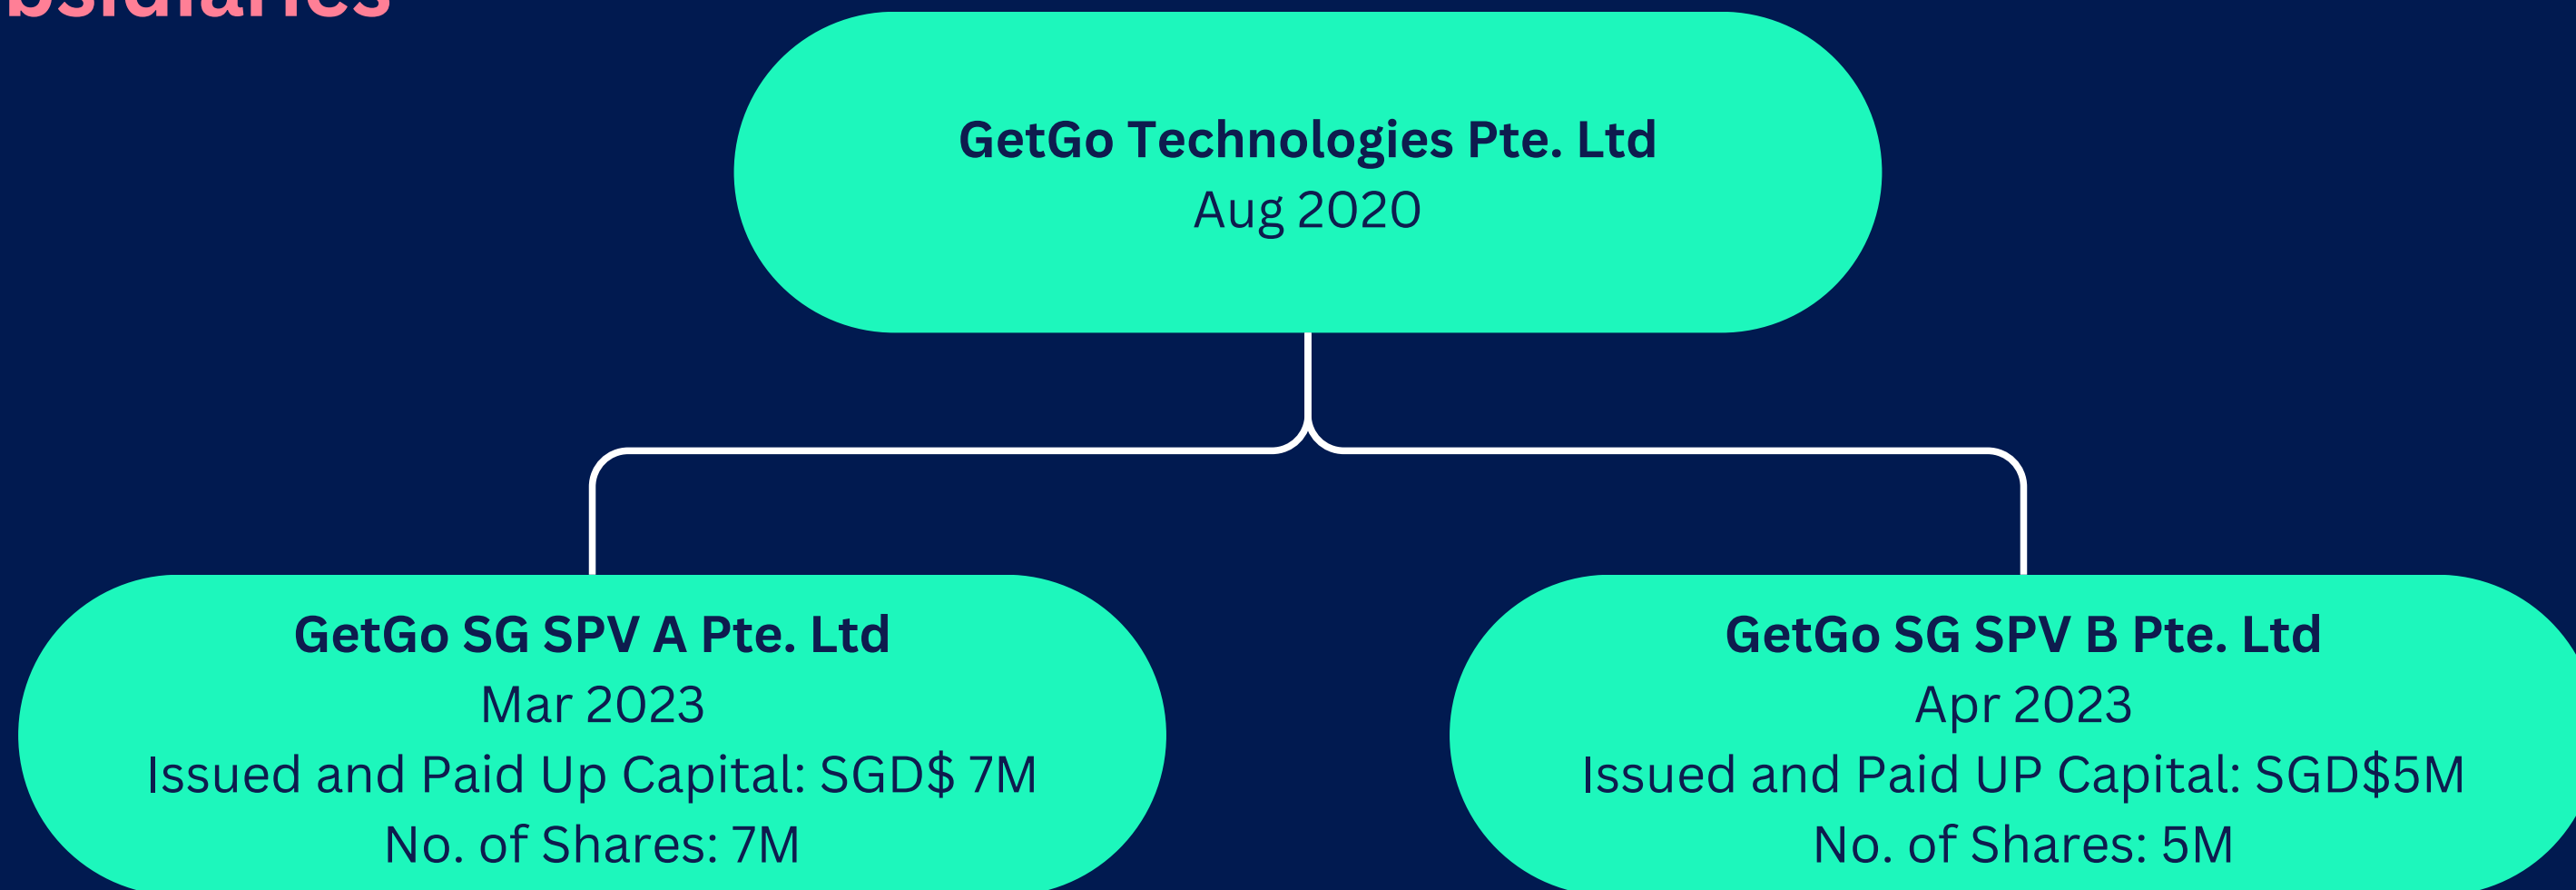 bsidiaries
GetGo Technologies Pte. Ltd
Aug 2020
GetGo SG SPV A Pte. Ltd
Mar 2023
Issued and Paid Up Capital: SGD$ 7M
No. of Shares: 7M
GetGo SG SPV B Pte. Ltd
Apr 2023
Issued and Paid UP Capital: SGD$5M
No. of Shares: 5M